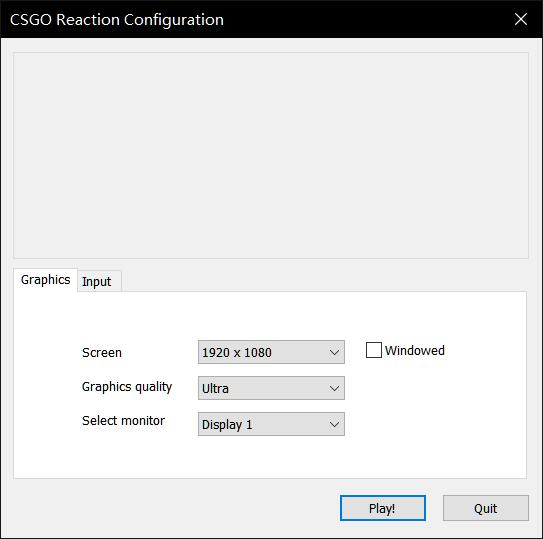 CSGO Reaction Configuration
Graphics
Input
Screen
1920 x 1080
Windowed
Graphics quality
Ultra
Select monitor
Display 1
Play!
Quit